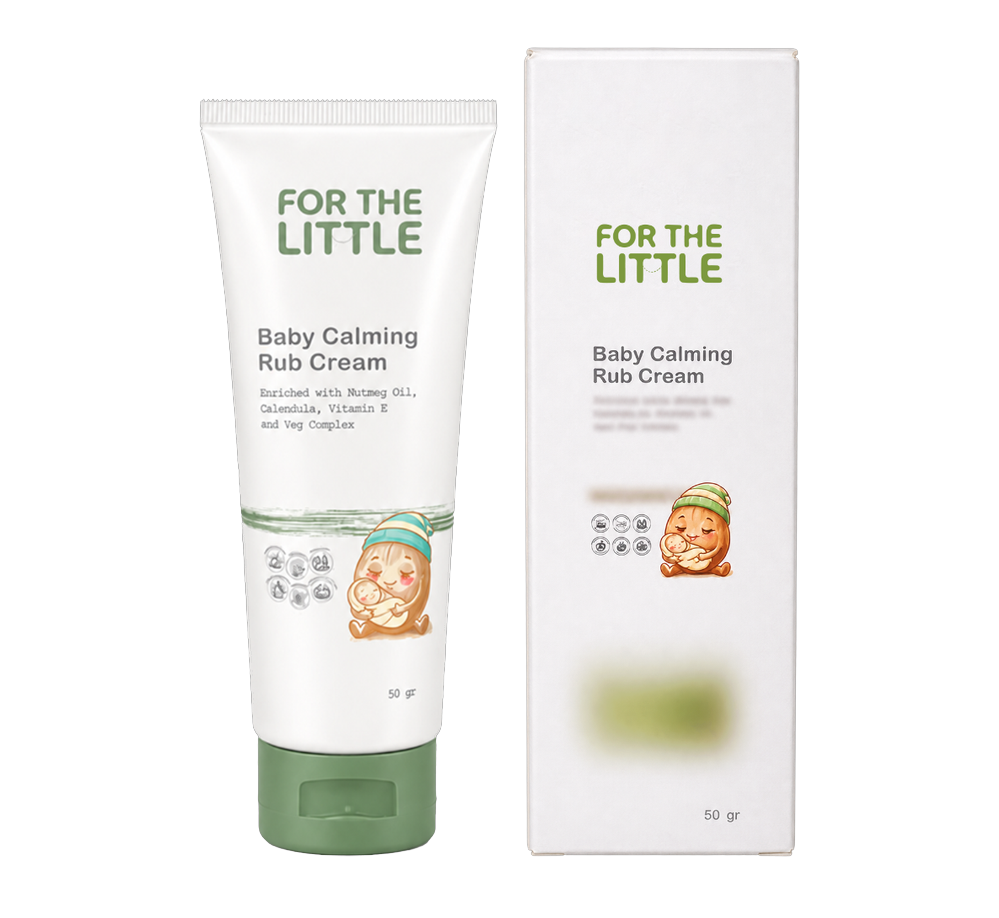 FOR THE
LITTLE
Baby Calming
Rub Cream
Enriched with Nutmeg Oil,
Calendula, Vitamin E
and Veg Complex
50 gr
FOR THE
LITTLE
Baby Calming
Rub Cream
50 gr